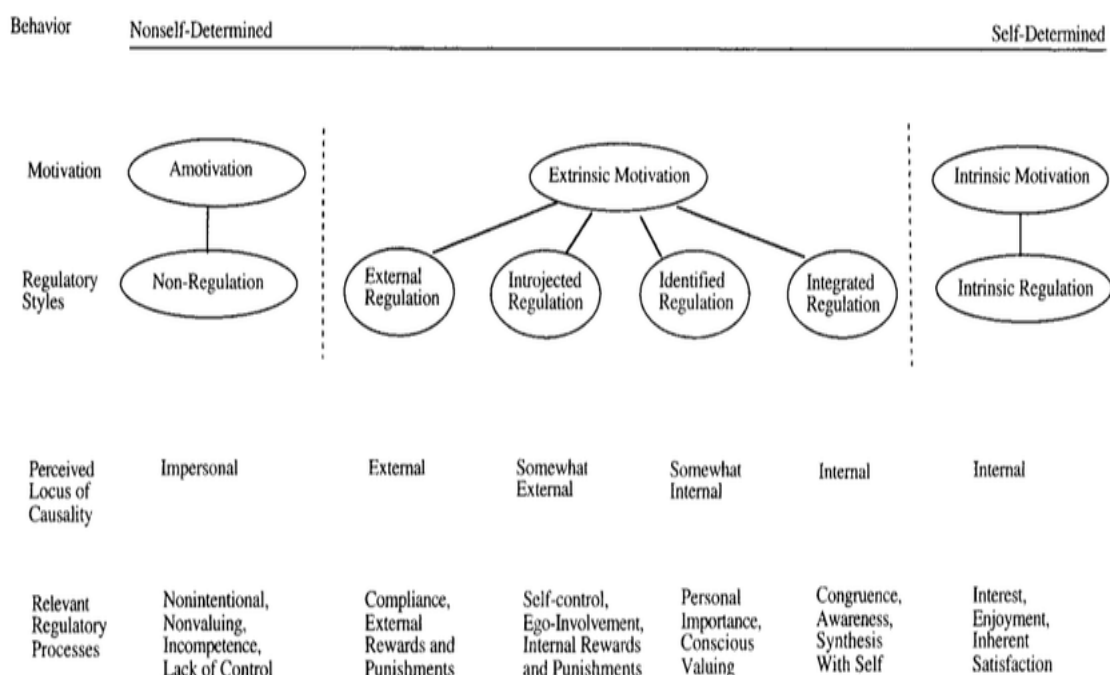 Behavior
Nonself-Determined
Self-Determined
Motivation
Amotivation
Extrinsic Motivation
Intrinsic Motivation
Regulatory
Styles
Non-Regulation
External
Regulation
Introjected
Regulation
Identified
Regulation
Integrated
Regulation
Intrinsic Regulation
Perceived
Locus of
Causality
Impersonal
External
Somewhat
External
Somewhat
Internal
Internal
Internal
Relevant
Regulatory
Processes
Nonintentional,
Nonvaluing,
Incompetence,
Lack of Control
Compliance,
External
Rewards and
Punishments
Self-control,
Ego-Involvement,
Internal Rewards
and Punishments
Personal
Importance,
Conscious
Valuing
Congruence,
Awareness,
Synthesis
With Self
Interest,
Enjoyment,
Inherent
Satisfaction